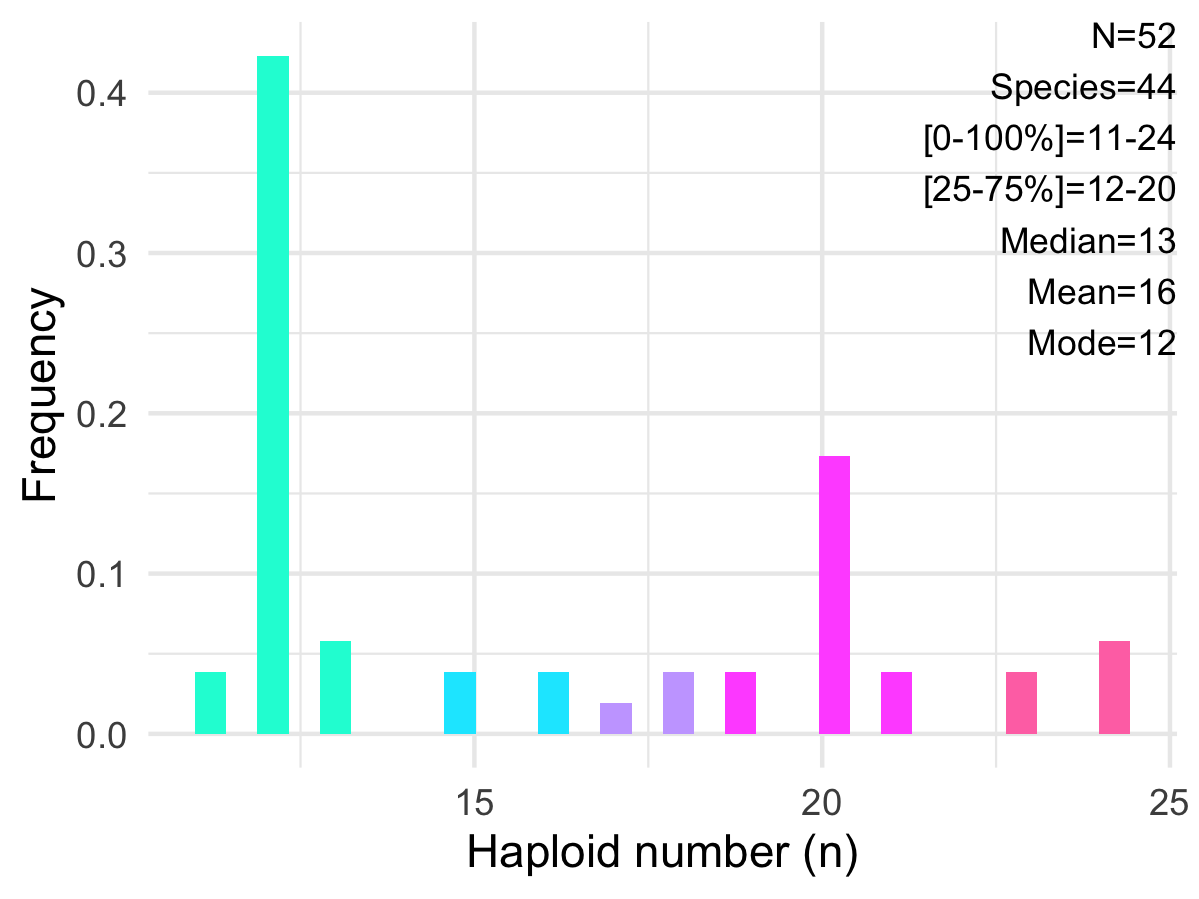 N=52
Species=44
[0-100%]=11-24
[25-75%]=12-20
Median=13
Mean=16
Mode=12
0.4
0.3
0.2
0.1
0.0
Frequency
15 20 25
Haploid number (n)